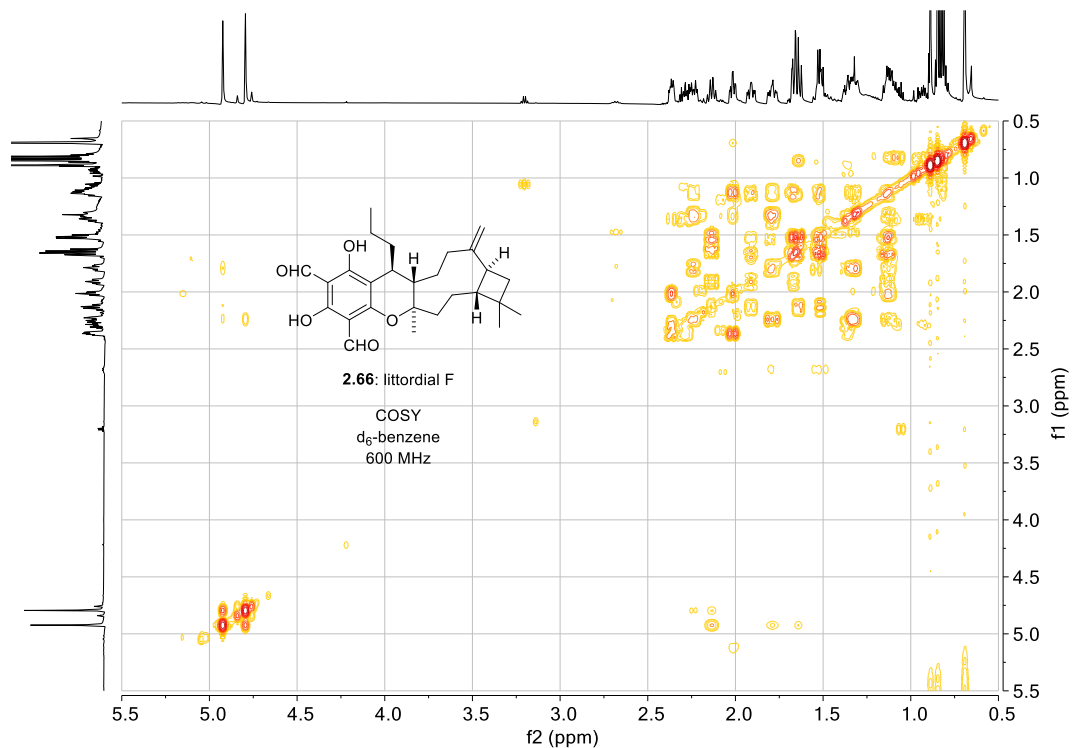 OH
H
OHC
H
HO
O
H
CHO
2.66: littordial F
COSY
d6-benzene
600 MHz
0.5
1.0
1.5
2.0
2.5
3.0
3.5
4.0
4.5
5.0
5.5
f1 (ppm)
5.5 5.0 4.5 4.0 3.5 3.0 2.5 2.0 1.5 1.0 0.5
f2 (ppm)